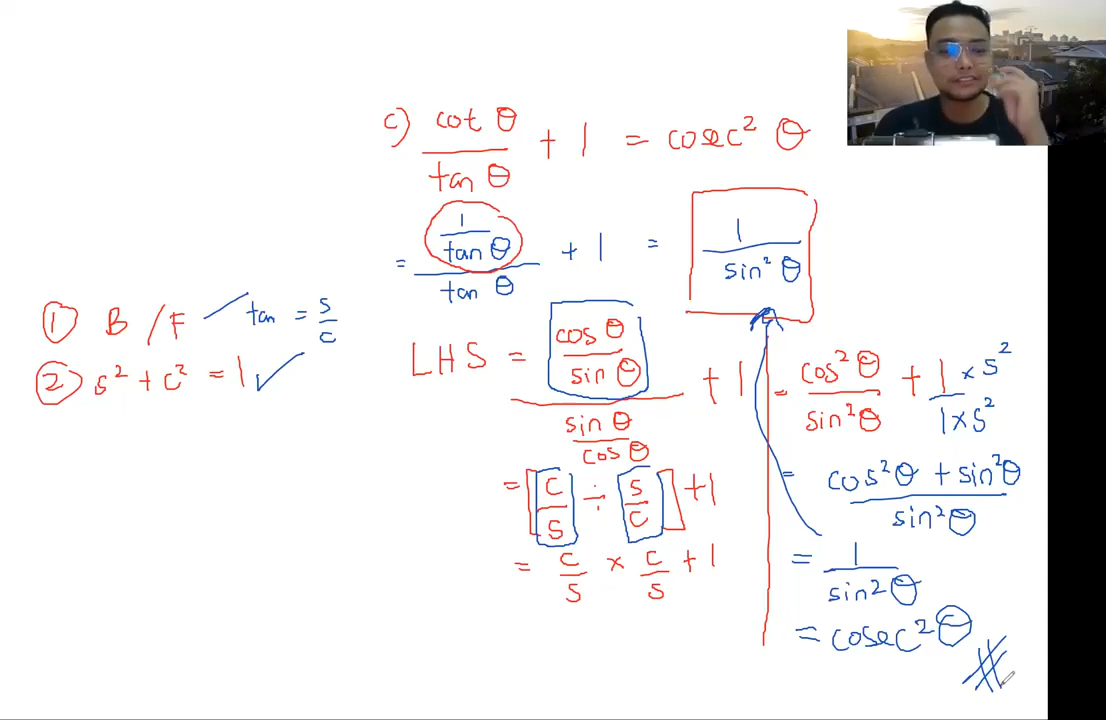 c) cot θ / tan θ + 1 = cosec² θ
= (1 / tan θ) / tan θ + 1 = 1 / sin² θ
① B / F tan = s / c
② s² + c² = 1 ✓
LHS = (cos θ / sin θ) / (sin θ / cos θ) + 1
= [ c / s ÷ s / c ] + 1
= c / s × c / s + 1
= cos² θ / sin² θ + 1 × s² / 1 × s²
= cos² θ + sin² θ / sin² θ
= 1 / sin² θ
= cosec² θ